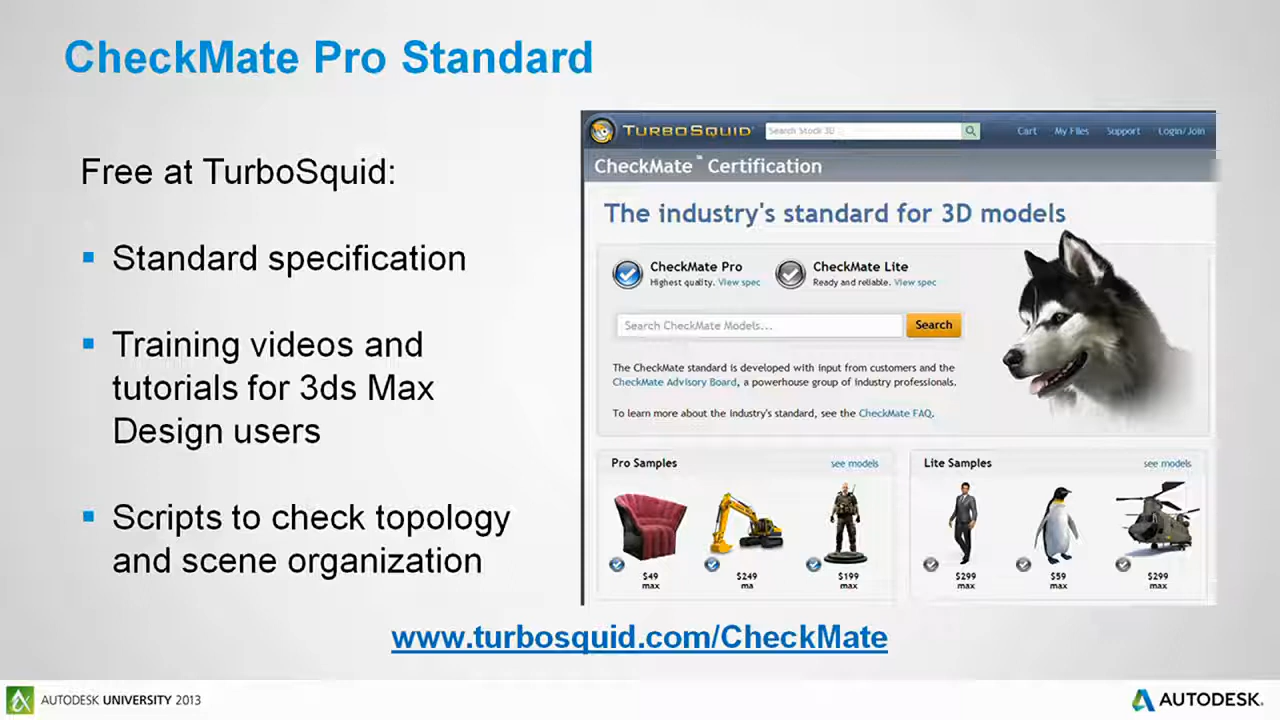 CheckMate Pro Standard
Free at TurboSquid:
▪ Standard specification
▪ Training videos and
tutorials for 3ds Max
Design users
▪ Scripts to check topology
and scene organization
TURBOSQUID
Search Stock 3D...
Cart My Files Support Login/Join
CheckMate™ Certification
The industry's standard for 3D models
CheckMate Pro
Highest quality. View spec
CheckMate Lite
Ready and reliable. View spec
Search CheckMate Models...
Search
The CheckMate standard is developed with input from customers and the
CheckMate Advisory Board, a powerhouse group of industry professionals.
To learn more about the industry's standard, see the CheckMate FAQ.
Pro Samples see models
$49 $249 $199
max ma max
Lite Samples see models
$299 $59 $299
max max max
www.turbosquid.com/CheckMate
AUTODESK UNIVERSITY 2013
AUTODESK.